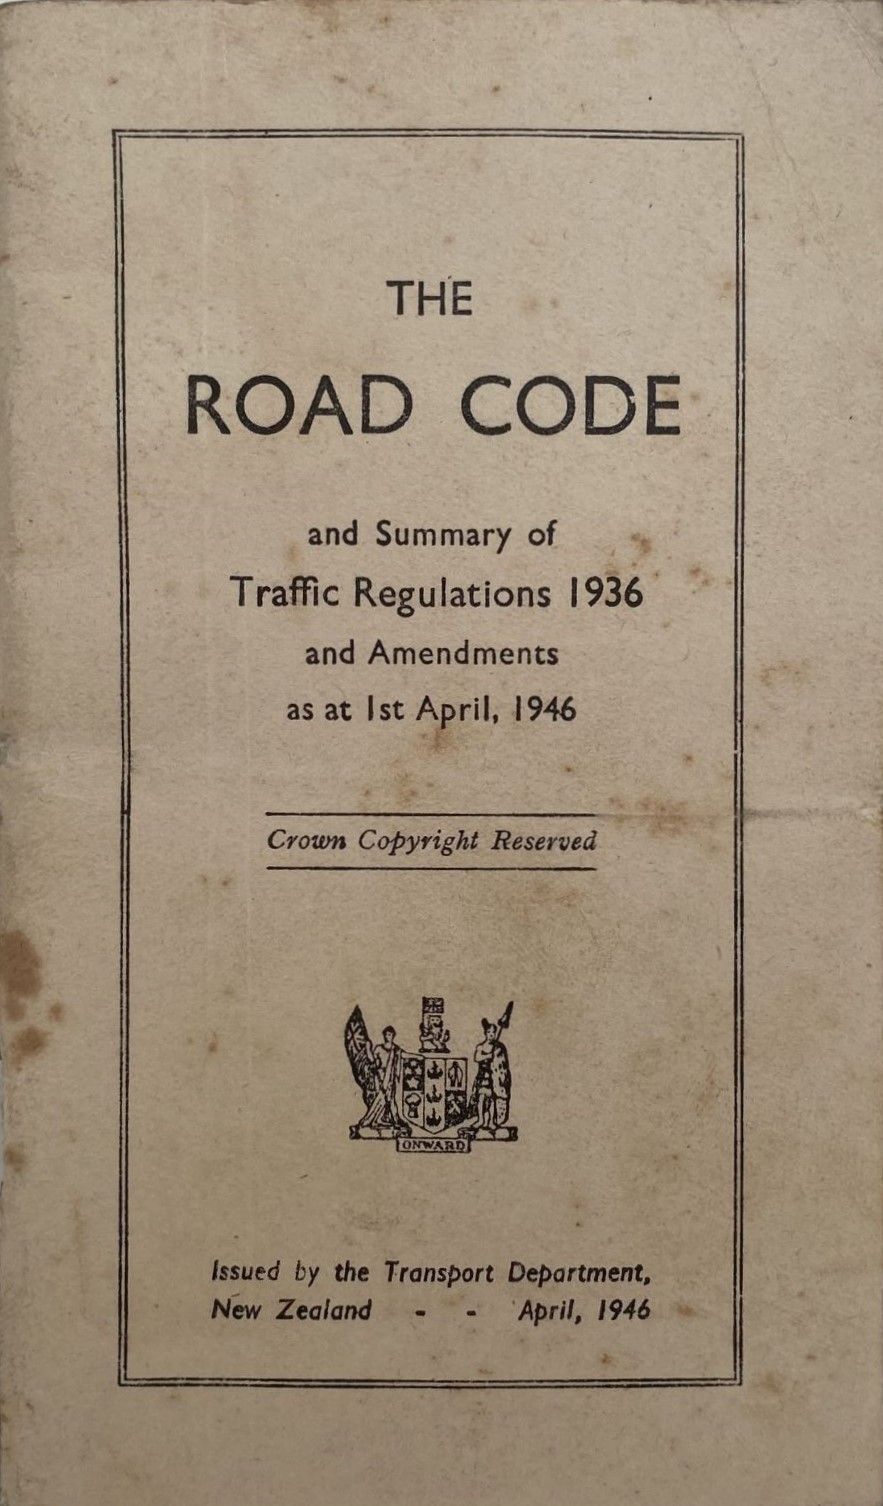 THE
ROAD CODE
and Summary of
Traffic Regulations 1936
and Amendments
as at 1st April, 1946
Crown Copyright Reserved
ONWARD
Issued by the Transport Department,
New Zealand - - April, 1946